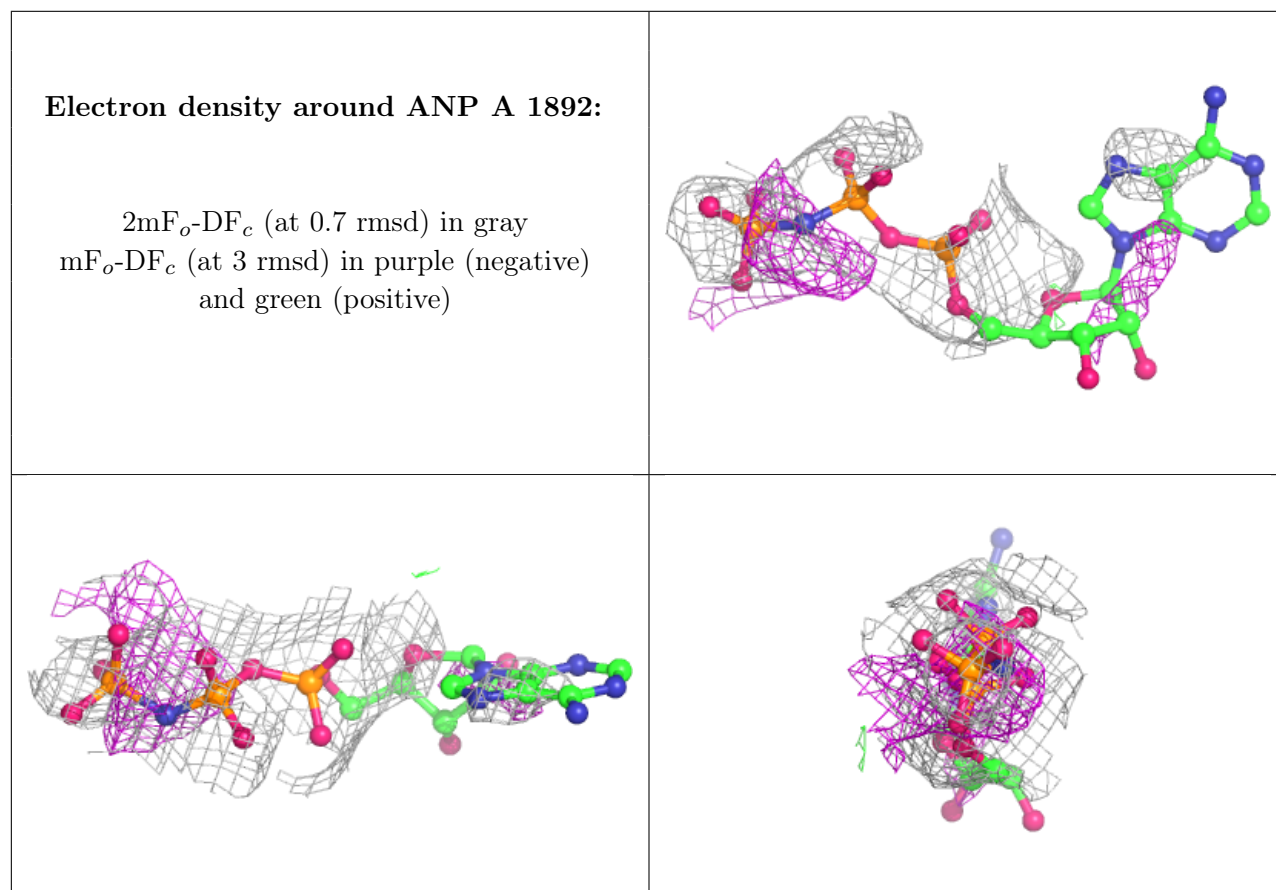 Electron density around ANP A 1892:
2mFo-DFc (at 0.7 rmsd) in gray
mFo-DFc (at 3 rmsd) in purple (negative)
and green (positive)